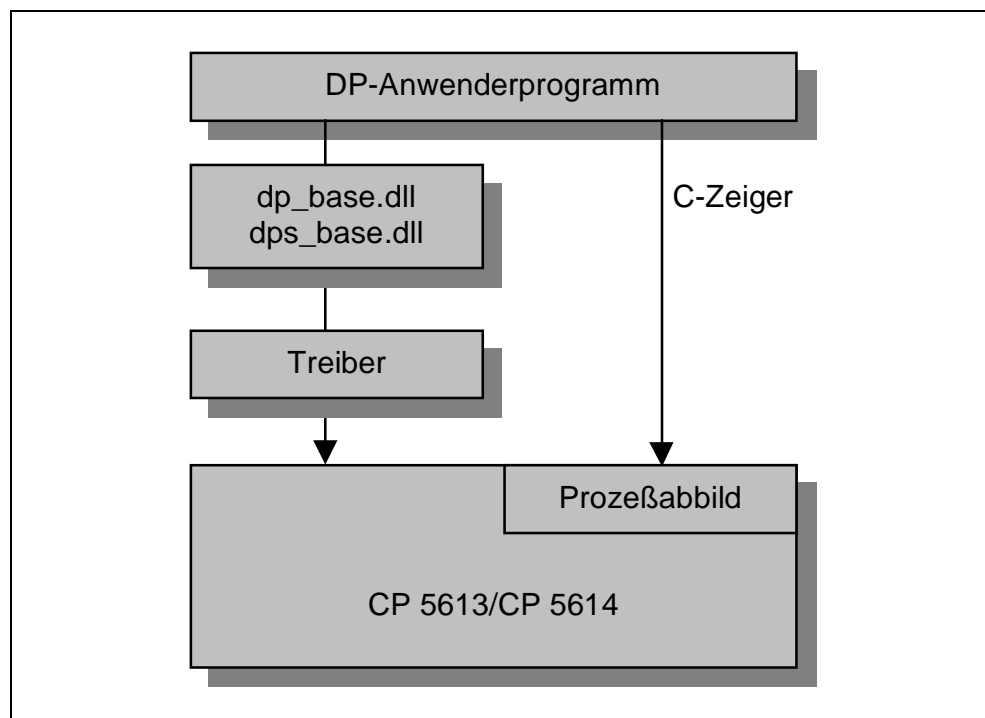 DP-Anwenderprogramm
dp_base.dll
dps_base.dll
C-Zeiger
Treiber
Prozeßabbild
CP 5613/CP 5614